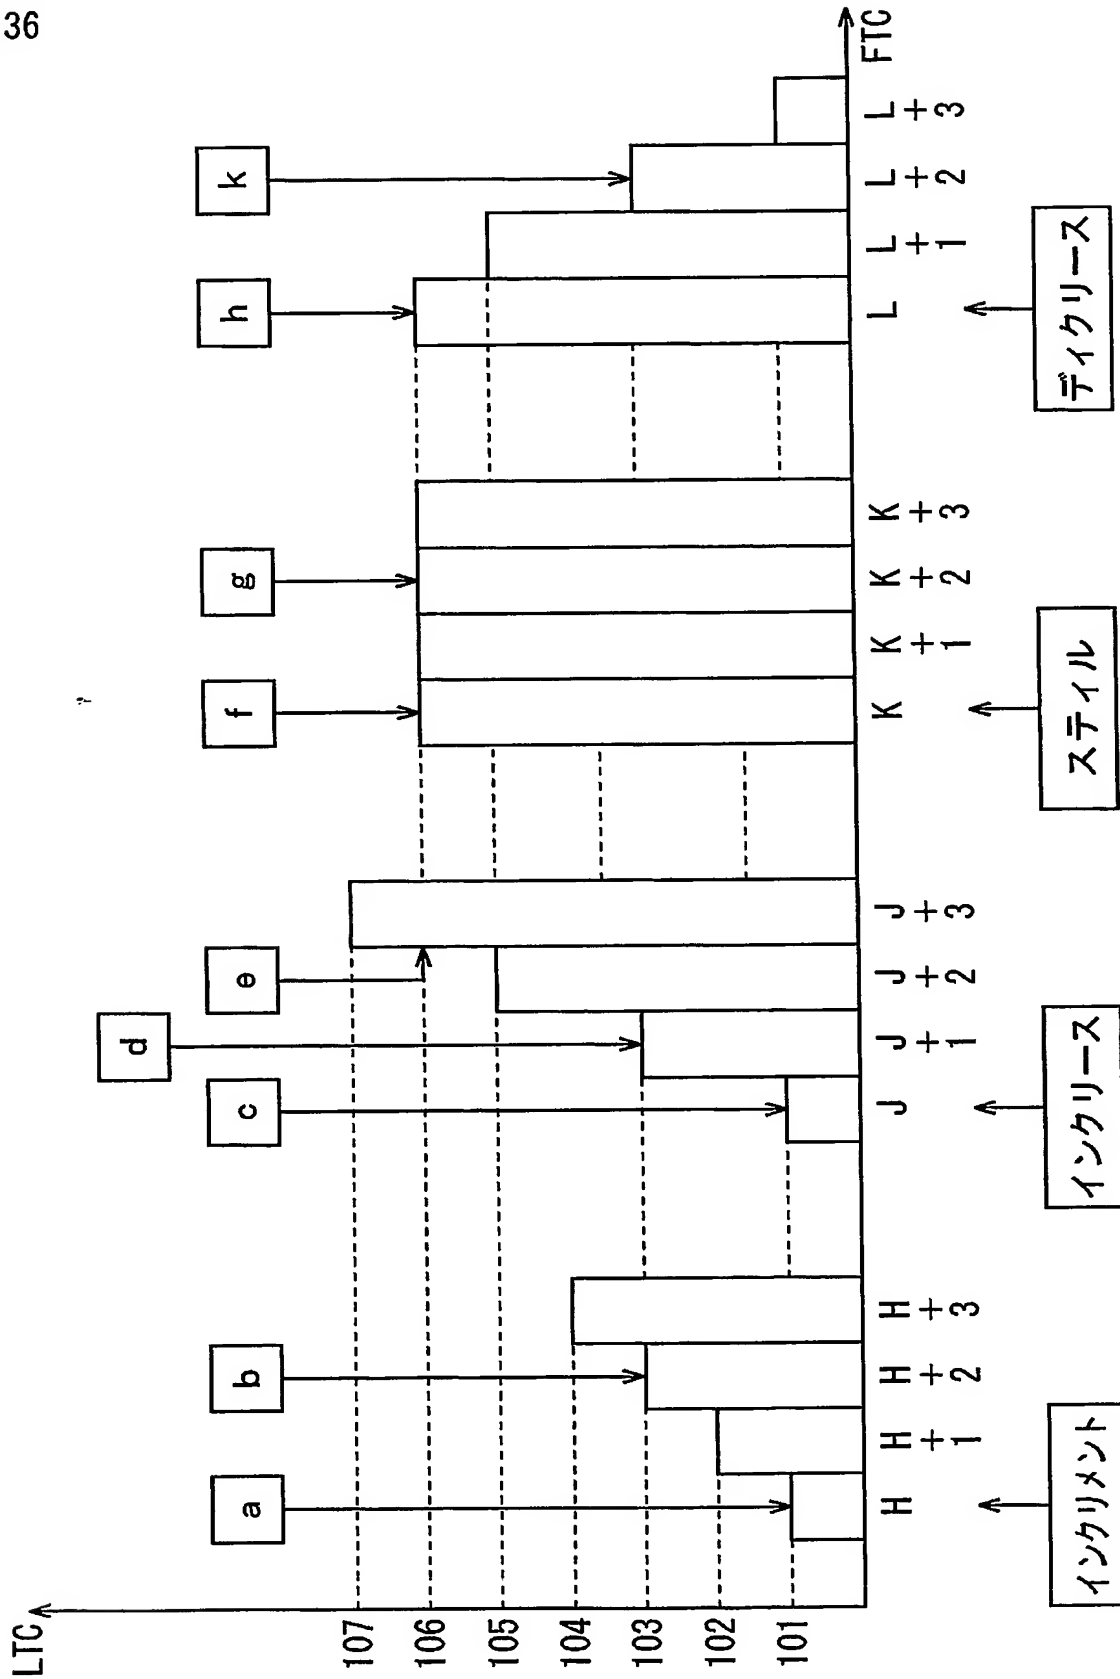 36
LTC
107
106
105
104
103
102
101
a
b
c
d
e
f
g
h
k
H
H+1
H+2
H+3
J
J+1
J+2
J+3
K
K+1
K+2
K+3
L
L+1
L+2
L+3
FTC
インクリメント
インクリース
スティル
ディクリース